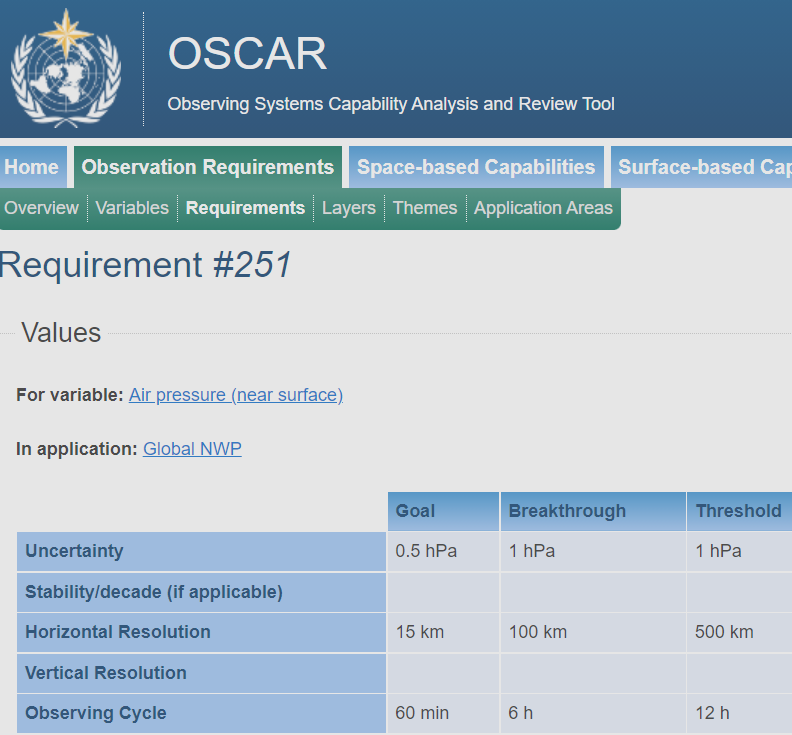 OSCAR
Observing Systems Capability Analysis and Review Tool
Home Observation Requirements Space-based Capabilities Surface-based Cap
Overview Variables Requirements Layers Themes Application Areas
Requirement #251
Values
For variable: Air pressure (near surface)
In application: Global NWP
Goal Breakthrough Threshold
Uncertainty 0.5 hPa 1 hPa 1 hPa
Stability/decade (if applicable)
Horizontal Resolution 15 km 100 km 500 km
Vertical Resolution
Observing Cycle 60 min 6 h 12 h